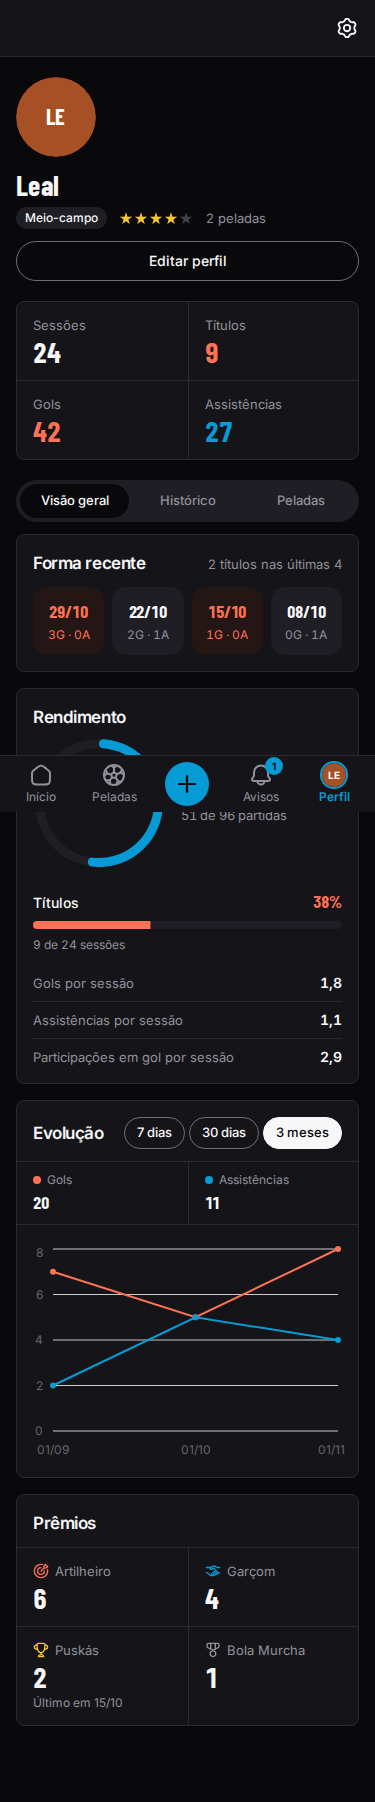 LE
Leal
Meio-campo 2 peladas
Editar perfil
Sessões Títulos
24 9
Gols Assistências
42 27
Visão geral Histórico Peladas
Forma recente 2 títulos nas últimas 4
29/10 22/10 15/10 08/10
3G · 0A 2G · 1A 1G · 0A 0G · 1A
Rendimento
1 LE
Início Peladas Avisos Perfil
51 de 96 partidas
Títulos 38%
9 de 24 sessões
Gols por sessão 1,8
Assistências por sessão 1,1
Participações em gol por sessão 2,9
Evolução 7 dias 30 dias 3 meses
Gols Assistências
20 11
8
6
4
2
0
01/09 01/10 01/11
Prêmios
Artilheiro Garçom
6 4
Puskás Bola Murcha
2 1
Último em 15/10